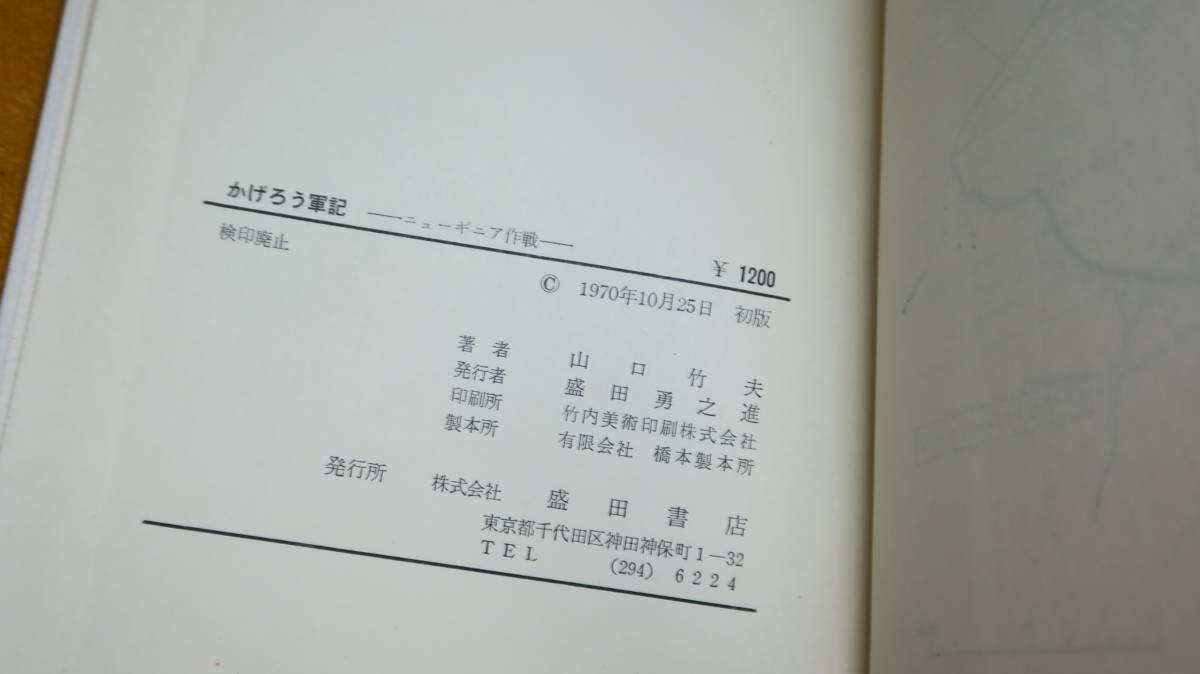 かげろう軍記 ――ニューギニア作戦――
¥ 1200
検印廃止
© 1970年10月25日 初版
著者 山口竹夫
発行者 盛田勇之進
印刷所 竹内美術印刷株式会社
製本所 有限会社 橋本製本所
発行所 株式会社 盛田書店
東京都千代田区神田神保町1―32
TEL (294) 6224